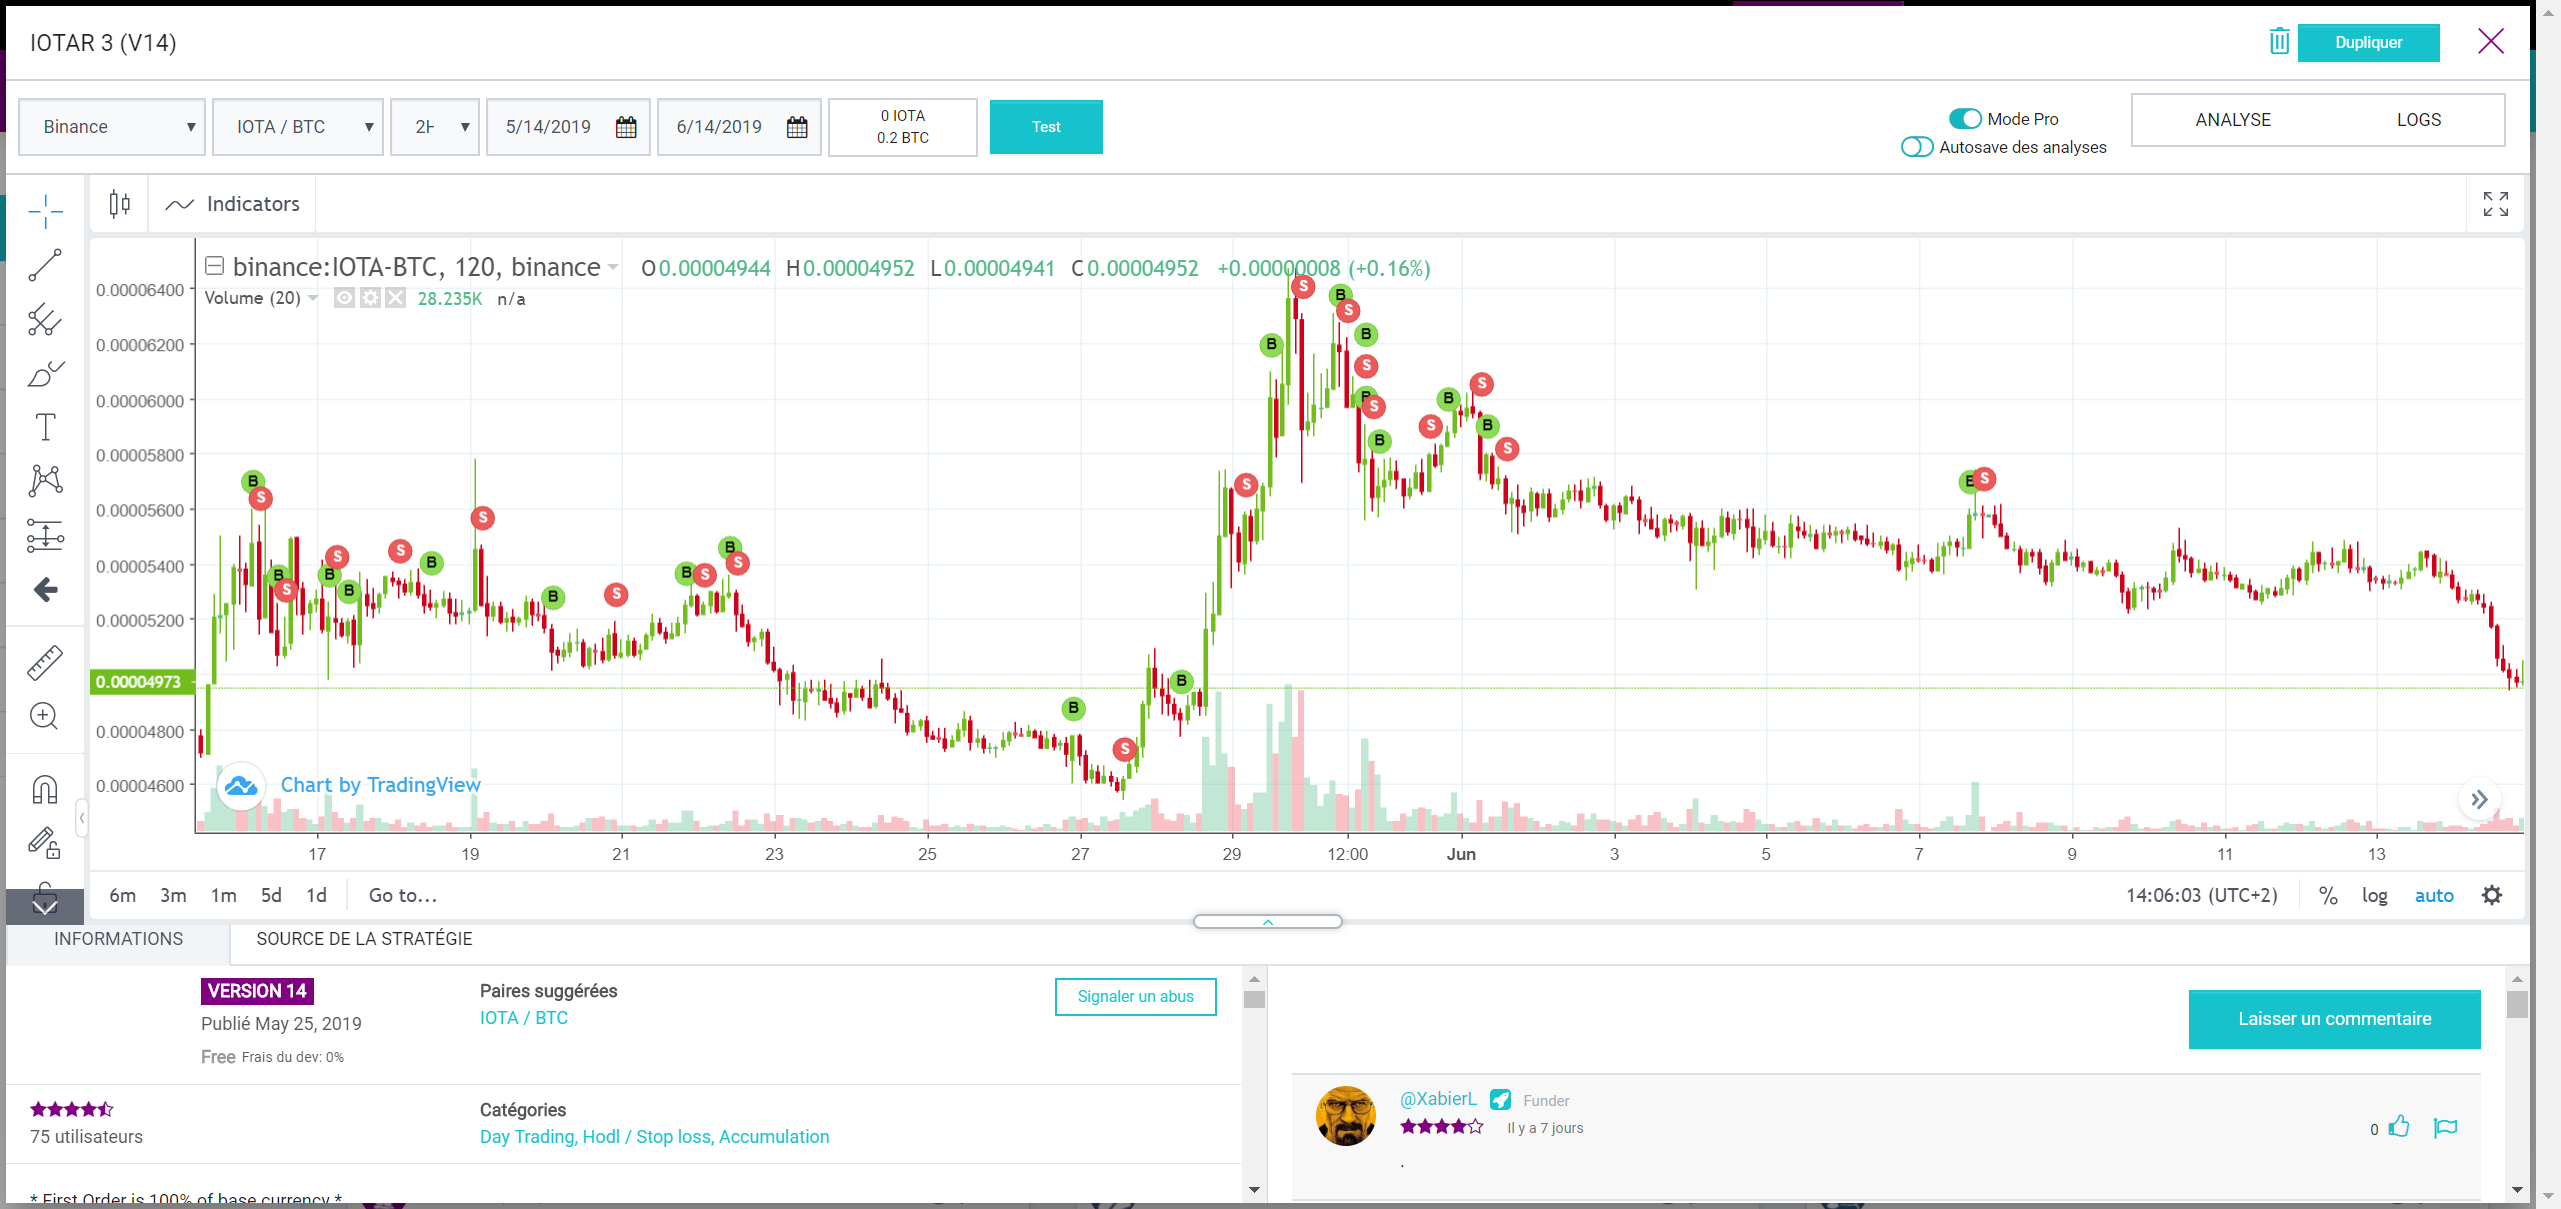 IOTAR 3 (V14)
Dupliquer
Binance
IOTA / BTC
2H
5/14/2019
6/14/2019
0 IOTA
0.2 BTC
Test
Mode Pro
Autosave des analyses
ANALYSE
LOGS
Indicators
binance:IOTA-BTC, 120, binance O0.00004944 H0.00004952 L0.00004941 C0.00004952 +0.00000008 (+0.16%)
Volume (20) 28.235K n/a
0.00006400
0.00006200
0.00006000
0.00005800
0.00005600
0.00005400
0.00005200
0.00004973
0.00004800
0.00004600
Chart by TradingView
17 19 21 23 25 27 29 12:00 Jun 3 5 7 9 11 13
6m 3m 1m 5d 1d Go to...
14:06:03 (UTC+2) % log auto
INFORMATIONS
SOURCE DE LA STRATÉGIE
VERSION 14
Publié May 25, 2019
Free Frais du dev: 0%
Paires suggérées
IOTA / BTC
Signaler un abus
75 utilisateurs
Catégories
Day Trading, Hodl / Stop loss, Accumulation
* First Order is 100% of base currency *
Laisser un commentaire
@XabierL Funder
Il y a 7 jours
0
.